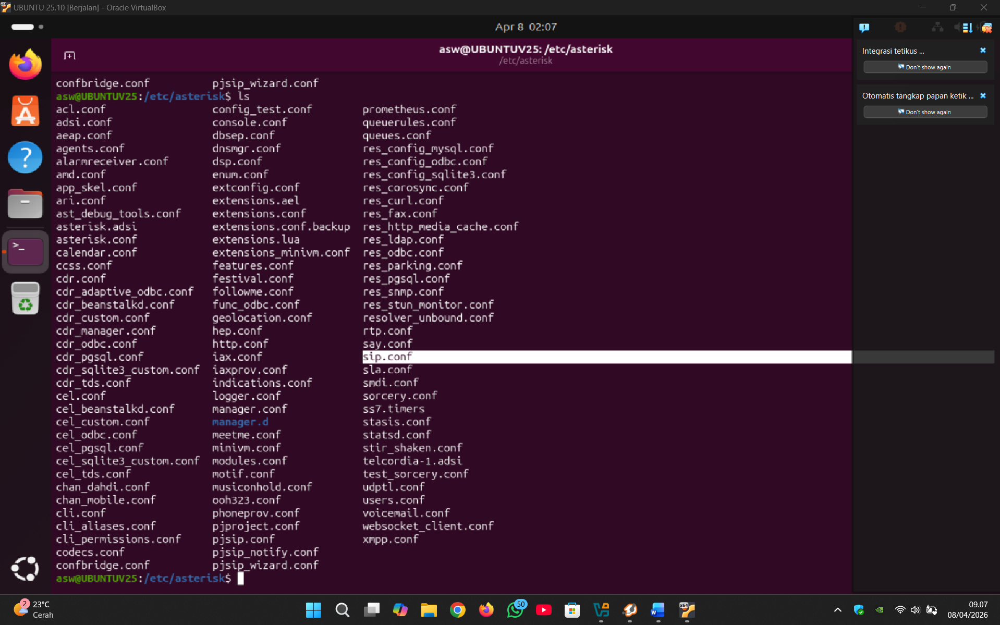 UBUNTU 25.10 [Berjalan] - Oracle VirtualBox
Apr 8 02:07
asw@UBUNTUV25: /etc/asterisk
/etc/asterisk
confbridge.conf pjsip_wizard.conf
asw@UBUNTUV25:/etc/asterisk$ ls
acl.conf config_test.conf prometheus.conf
adsi.conf console.conf queuerules.conf
aeap.conf dbsep.conf queues.conf
agents.conf dnsmgr.conf res_config_mysql.conf
alarmreceiver.conf dsp.conf res_config_odbc.conf
amd.conf enum.conf res_config_sqlite3.conf
app_skel.conf extconfig.conf res_corosync.conf
ari.conf extensions.ael res_curl.conf
ast_debug_tools.conf extensions.conf res_fax.conf
asterisk.adsi extensions.conf.backup res_http_media_cache.conf
asterisk.conf extensions.lua res_ldap.conf
calendar.conf extensions_minivm.conf res_odbc.conf
ccss.conf features.conf res_parking.conf
cdr.conf festival.conf res_pgsql.conf
cdr_adaptive_odbc.conf followme.conf res_snmp.conf
cdr_beanstalkd.conf func_odbc.conf res_stun_monitor.conf
cdr_custom.conf geolocation.conf resolver_unbound.conf
cdr_manager.conf hep.conf rtp.conf
cdr_odbc.conf http.conf say.conf
cdr_pgsql.conf iax.conf sip.conf
cdr_sqlite3_custom.conf iaxprov.conf sla.conf
cdr_tds.conf indications.conf smdi.conf
cel.conf logger.conf sorcery.conf
cel_beanstalkd.conf manager.conf ss7.timers
cel_custom.conf manager.d stasis.conf
cel_odbc.conf meetme.conf statsd.conf
cel_pgsql.conf minivm.conf stir_shaken.conf
cel_sqlite3_custom.conf modules.conf telcordia-1.adsi
cel_tds.conf motif.conf test_sorcery.conf
chan_dahdi.conf musiconhold.conf udptl.conf
chan_mobile.conf ooh323.conf users.conf
cli.conf phoneprov.conf voicemail.conf
cli_aliases.conf pjproject.conf websocket_client.conf
cli_permissions.conf pjsip.conf xmpp.conf
codecs.conf pjsip_notify.conf
confbridge.conf pjsip_wizard.conf
asw@UBUNTUV25:/etc/asterisk$
Integrasi tetikus ...
Don't show again
Otomatis tangkap papan ketik ...
Don't show again
2
23°C
Cerah
50
x64
09.07
08/04/2026